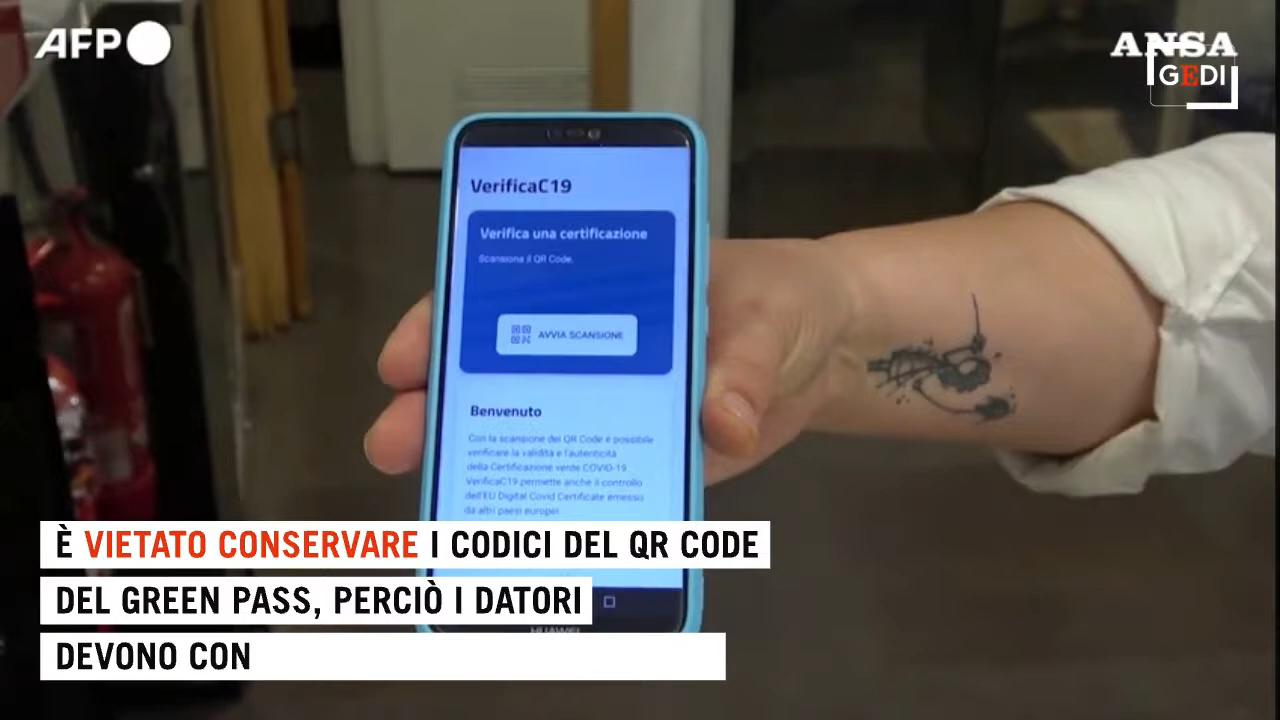 AFP
ANSA
GEDI
VerificaC19
Verifica una certificazione
Scansiona il QR Code.
AVVIA SCANSIONE
Benvenuto
Con la scansione dei QR Code è possibile
verificare la validità e l'autenticità
della Certificazione verde COVID-19.
VerificaC19 permette anche il controllo
dell'EU Digital Covid Certificate emesso
da altri paesi europei.
È VIETATO CONSERVARE I CODICI DEL QR CODE
DEL GREEN PASS, PERCIÒ I DATORI
DEVONO CON
HUAWEI